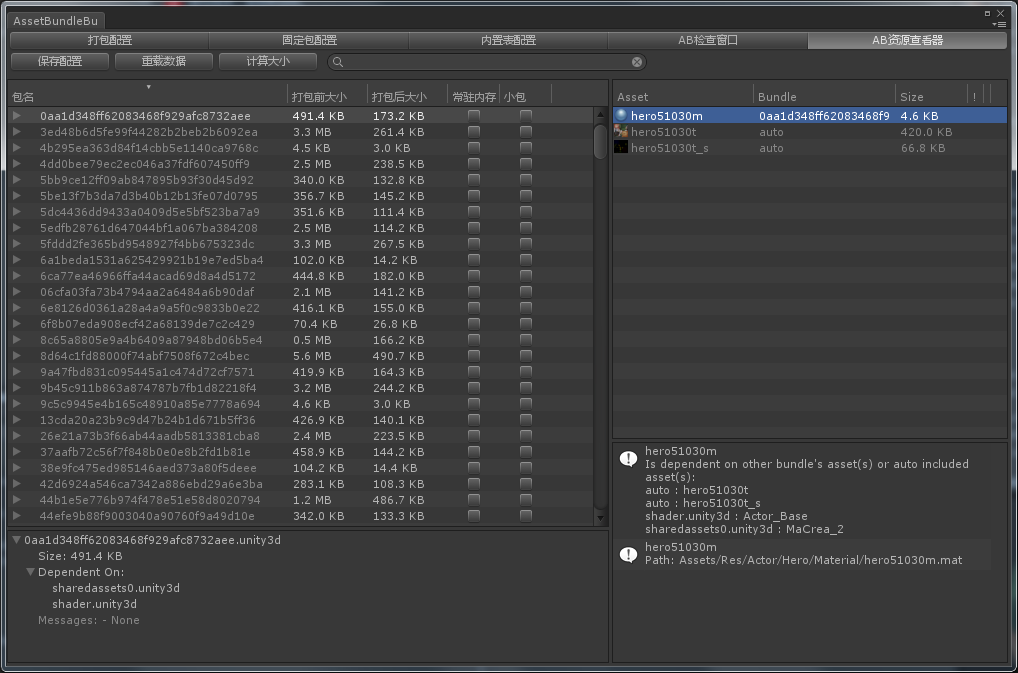 AssetBundleBu
打包配置 固定包配置 内置表配置 AB检查窗口 AB资源查看器
保存配置 重载数据 计算大小
包名 打包前大小 打包后大小 常驻内存 小包
0aa1d348ff62083468f929afc8732aee 491.4 KB 173.2 KB
3ed48b6d5fe99f44282b2beb2b6092ea 3.3 MB 261.4 KB
4b295ea363d84f14cbb5e1140ca9768c 4.5 KB 3.0 KB
4dd0bee79ec2ec046a37fdf607450ff9 2.5 MB 238.5 KB
5bb9ce12ff09ab847895b93f30d45d92 340.0 KB 132.8 KB
5be13f7b3da7d3b40b12b13fe07d0795 356.7 KB 145.2 KB
5dc4436dd9433a0409d5e5bf523ba7a9 351.6 KB 111.4 KB
5edfb28761d647044bf1a067ba384208 2.5 MB 114.2 KB
5fddd2fe365bd9548927f4bb675323dc 3.3 MB 267.5 KB
6a1beda1531a625429921b19e7ed5ba4 102.0 KB 14.2 KB
6ca77ea46966ffa44acad69d8a4d5172 444.8 KB 182.0 KB
06cfa03fa73b4794aa2a6484a6b90daf 2.1 MB 141.2 KB
6e8126d0361a28a4a9a5f0c9833b0e22 416.1 KB 155.0 KB
6f8b07eda908ecf42a68139de7c2c429 70.4 KB 26.8 KB
8c65a8805e9a4b6409a87948bd06b5e4 0.5 MB 166.2 KB
8d64c1fd88000f74abf7508f672c4bec 5.6 MB 490.7 KB
9a47fbd831c095445a1c474d72cf7571 419.9 KB 164.3 KB
9b45c911b863a874787b7fb1d82218f4 3.2 MB 244.2 KB
9c5c9945e4b165c48910a85e7778a694 4.6 KB 3.0 KB
13cda20a23b9c9d47b24b1d671b5ff36 426.9 KB 140.1 KB
26e21a73b3f66ab44aadb5813381cba8 2.4 MB 223.5 KB
37aafb72c56f7f848b0e0e8b2fd1b81e 458.9 KB 144.2 KB
38e9fc475ed985146aed373a80f5deee 104.2 KB 14.4 KB
42d6924a546ca7342a886ebd29a6e3ba 283.1 KB 108.3 KB
44b1e5e776b974f478e51e58d8020794 1.2 MB 486.7 KB
44efe9b88f9003040a90760f9a49d10e 342.0 KB 133.3 KB
0aa1d348ff62083468f929afc8732aee.unity3d
Size: 491.4 KB
Dependent On:
sharedassets0.unity3d
shader.unity3d
Messages: - None
Asset Bundle Size !
hero51030m 0aa1d348ff62083468f9 4.6 KB
hero51030t auto 420.0 KB
hero51030t_s auto 66.8 KB
hero51030m
Is dependent on other bundle's asset(s) or auto included
asset(s):
auto : hero51030t
auto : hero51030t_s
shader.unity3d : Actor_Base
sharedassets0.unity3d : MaCrea_2
hero51030m
Path: Assets/Res/Actor/Hero/Material/hero51030m.mat